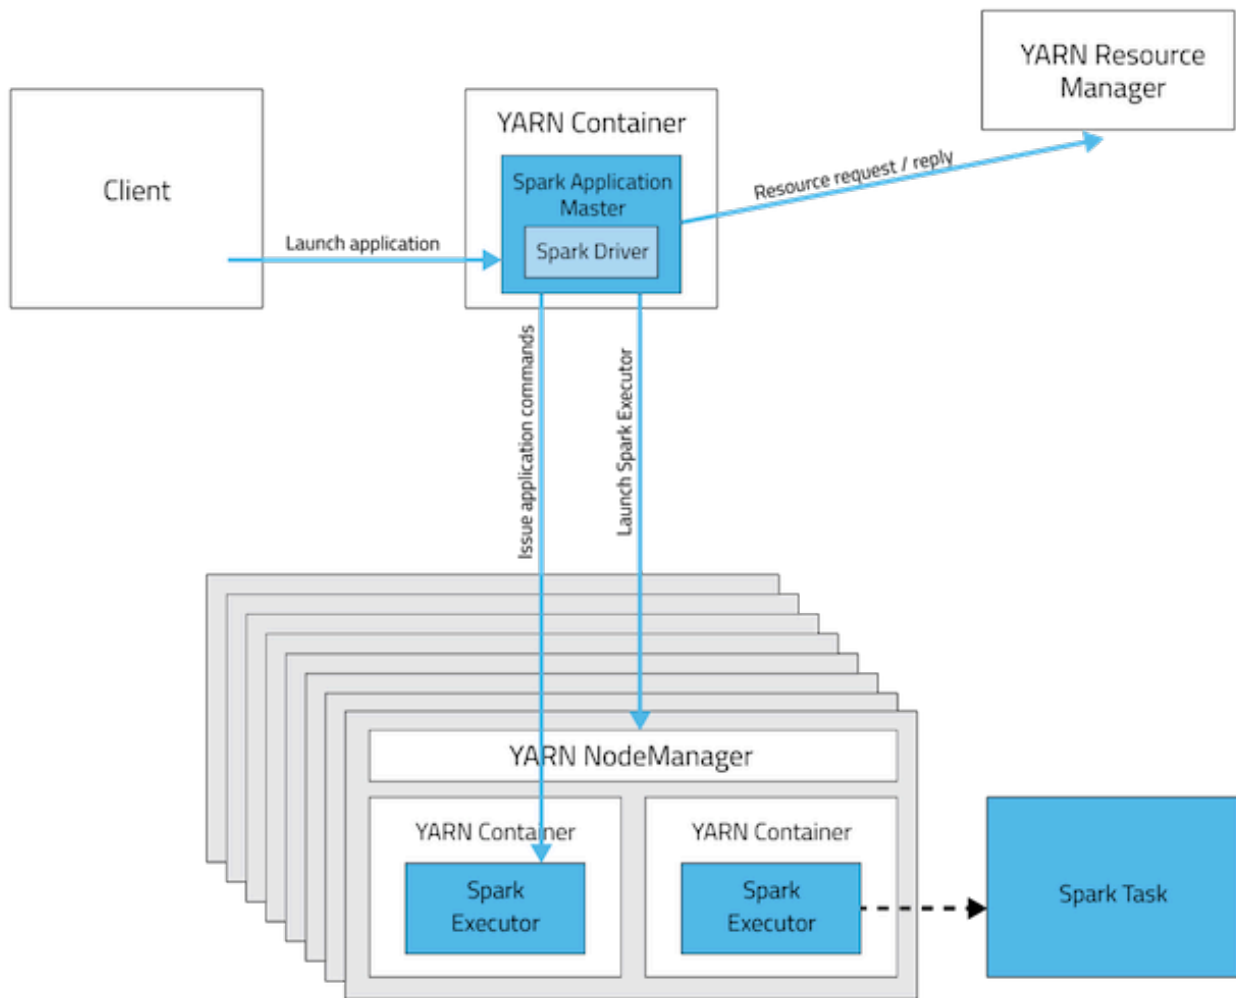 YARN Resource
Manager
Client
YARN Container
Spark Application
Master
Spark Driver
Launch application
Resource request / reply
Issue application commands
Launch Spark Executor
YARN NodeManager
YARN Container
Spark
Executor
YARN Container
Spark
Executor
Spark Task